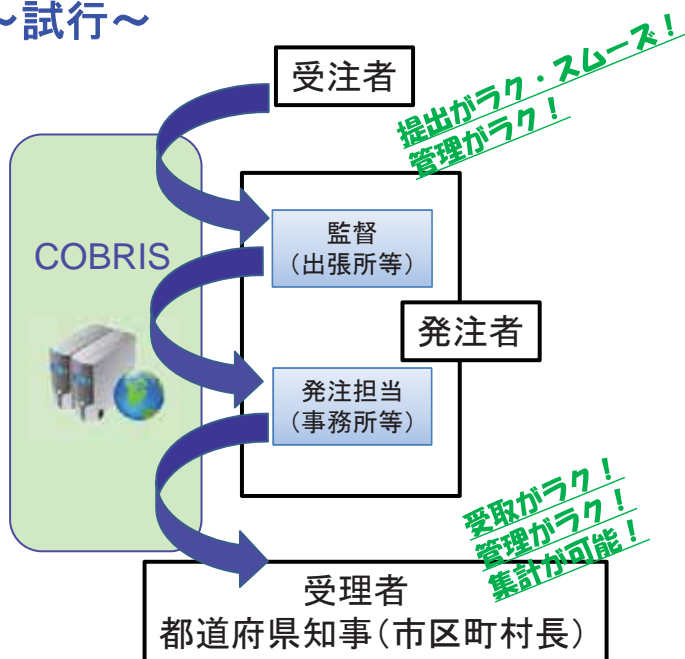 ～試行～
受注者
提出がラク・スムーズ！
管理がラク！
COBRIS
監督
（出張所等）
発注者
発注担当
（事務所等）
受取がラク！
管理がラク！
集計が可能！
受理者
都道府県知事（市区町村長）